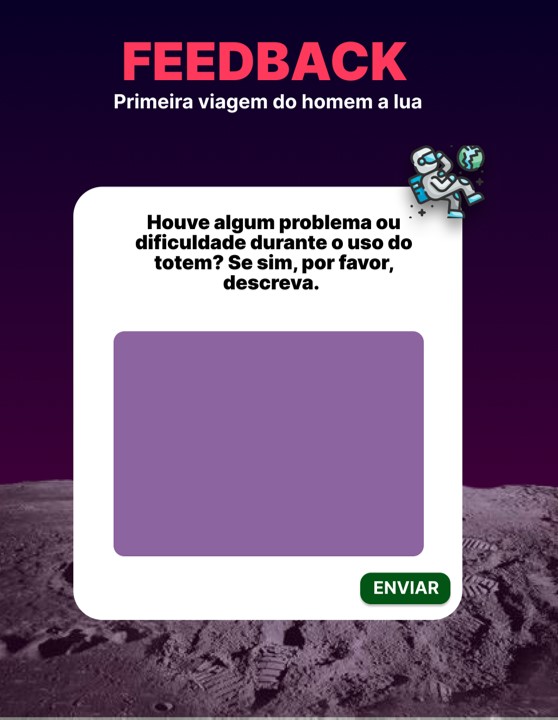 FEEDBACK
Primeira viagem do homem a lua
Houve algum problema ou
dificuldade durante o uso do
totem? Se sim, por favor,
descreva.
ENVIAR